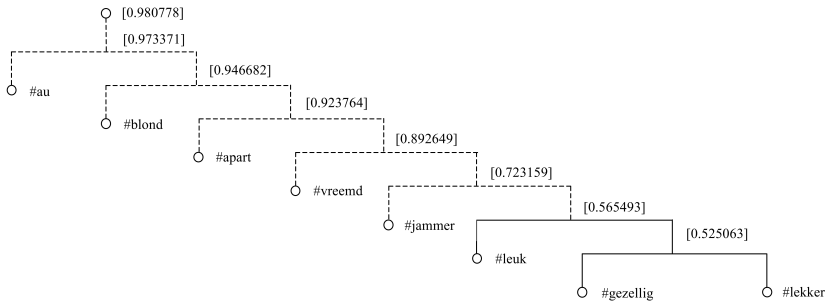 [0.980778]
[0.973371]
[0.946682]
#au
[0.923764]
#blond
[0.892649]
#apart
[0.723159]
#vreemd
[0.565493]
#jammer
[0.525063]
#leuk
#gezellig
#lekker